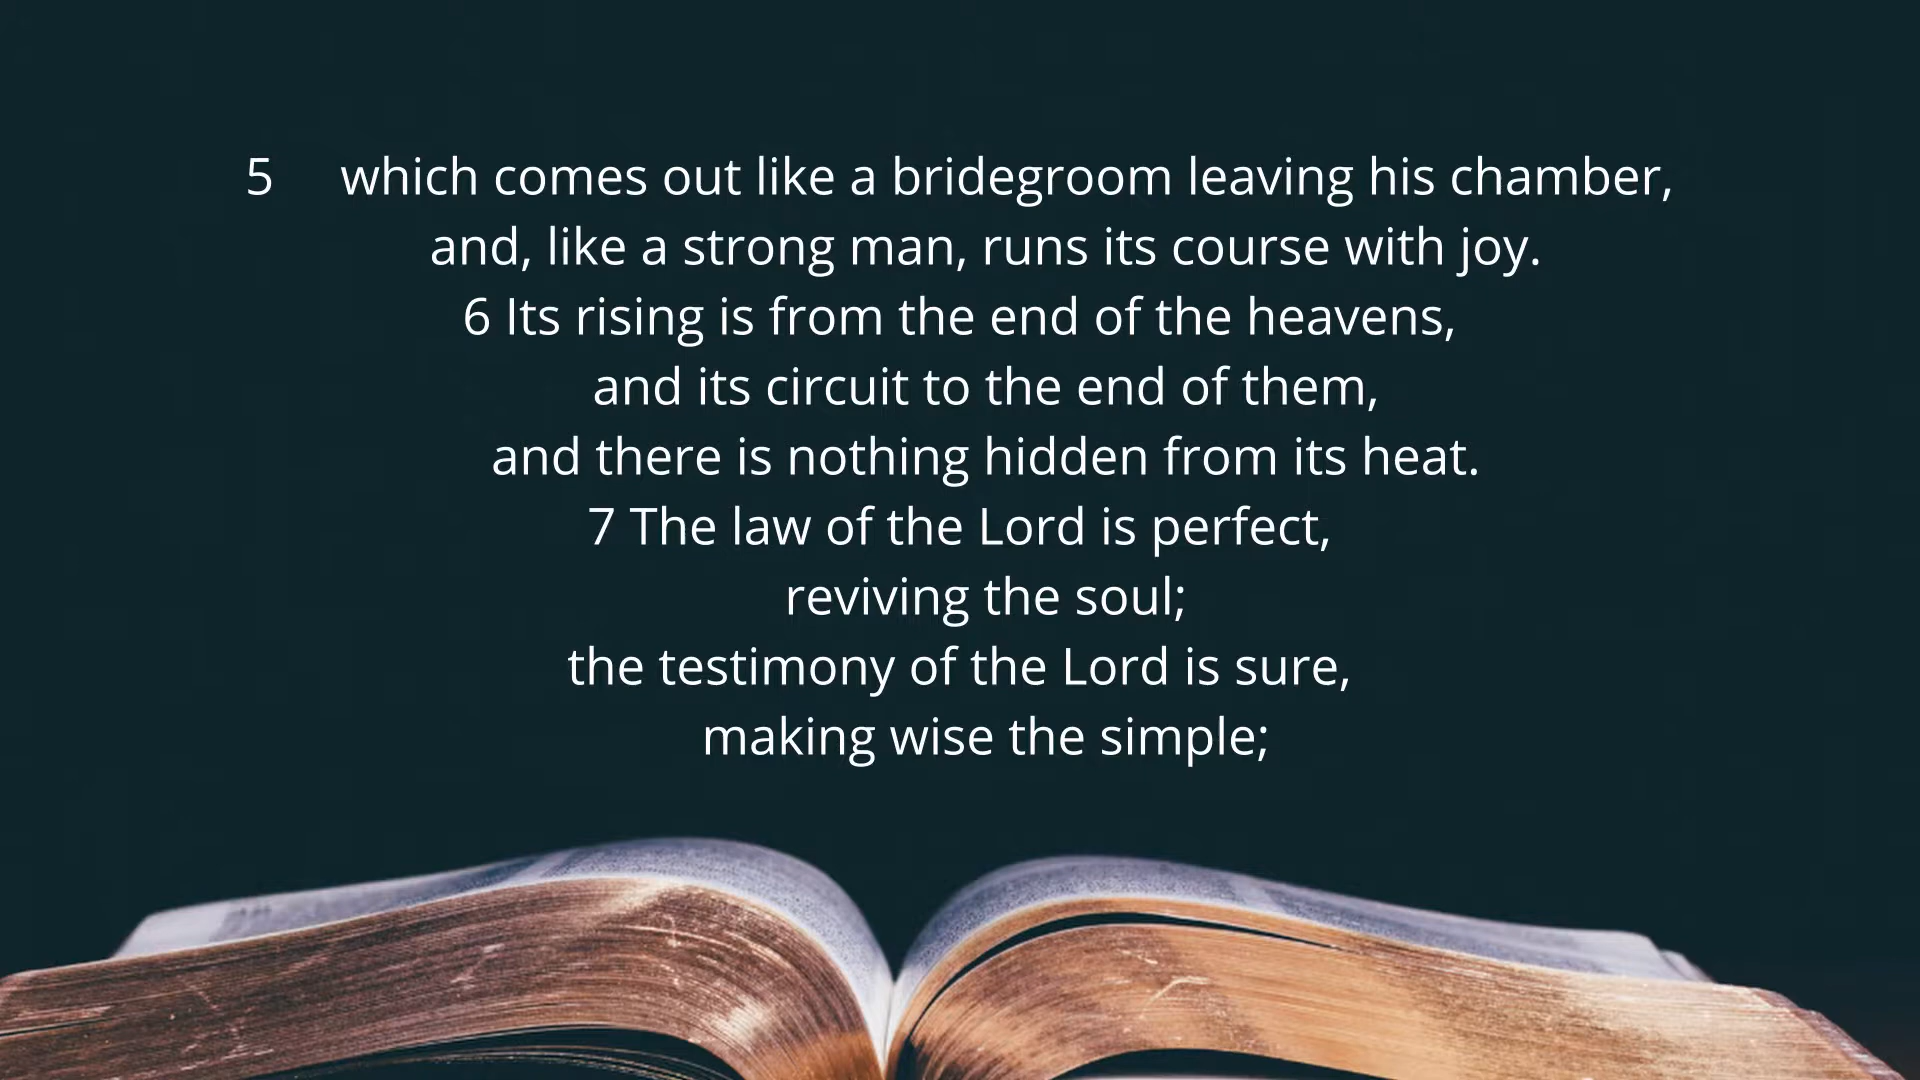 5 which comes out like a bridegroom leaving his chamber,
and, like a strong man, runs its course with joy.
6 Its rising is from the end of the heavens,
and its circuit to the end of them,
and there is nothing hidden from its heat.
7 The law of the Lord is perfect,
reviving the soul;
the testimony of the Lord is sure,
making wise the simple;